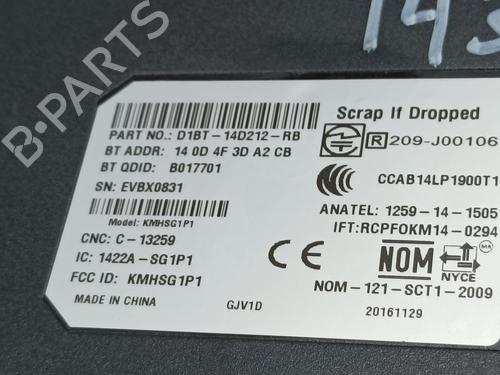 143
PART NO.: D1BT-14D212-RB
BT ADDR: 14 0D 4F 3D A2 CB
BT QDID: B017701
SN: EVBX0831
Model: KMHSG1P1
CNC: C-13259
IC: 1422A-SG1P1
FCC ID: KMHSG1P1
MADE IN CHINA
GJV1D
Scrap If Dropped
R 209-J00106
CCAB14LP1900T1
ANATEL: 1259-14-1505
IFT:RCPFOKM14-0294
CE
NOM
MX
NYCE
NOM-121-SCT1-2009
20161129
B-PARTS